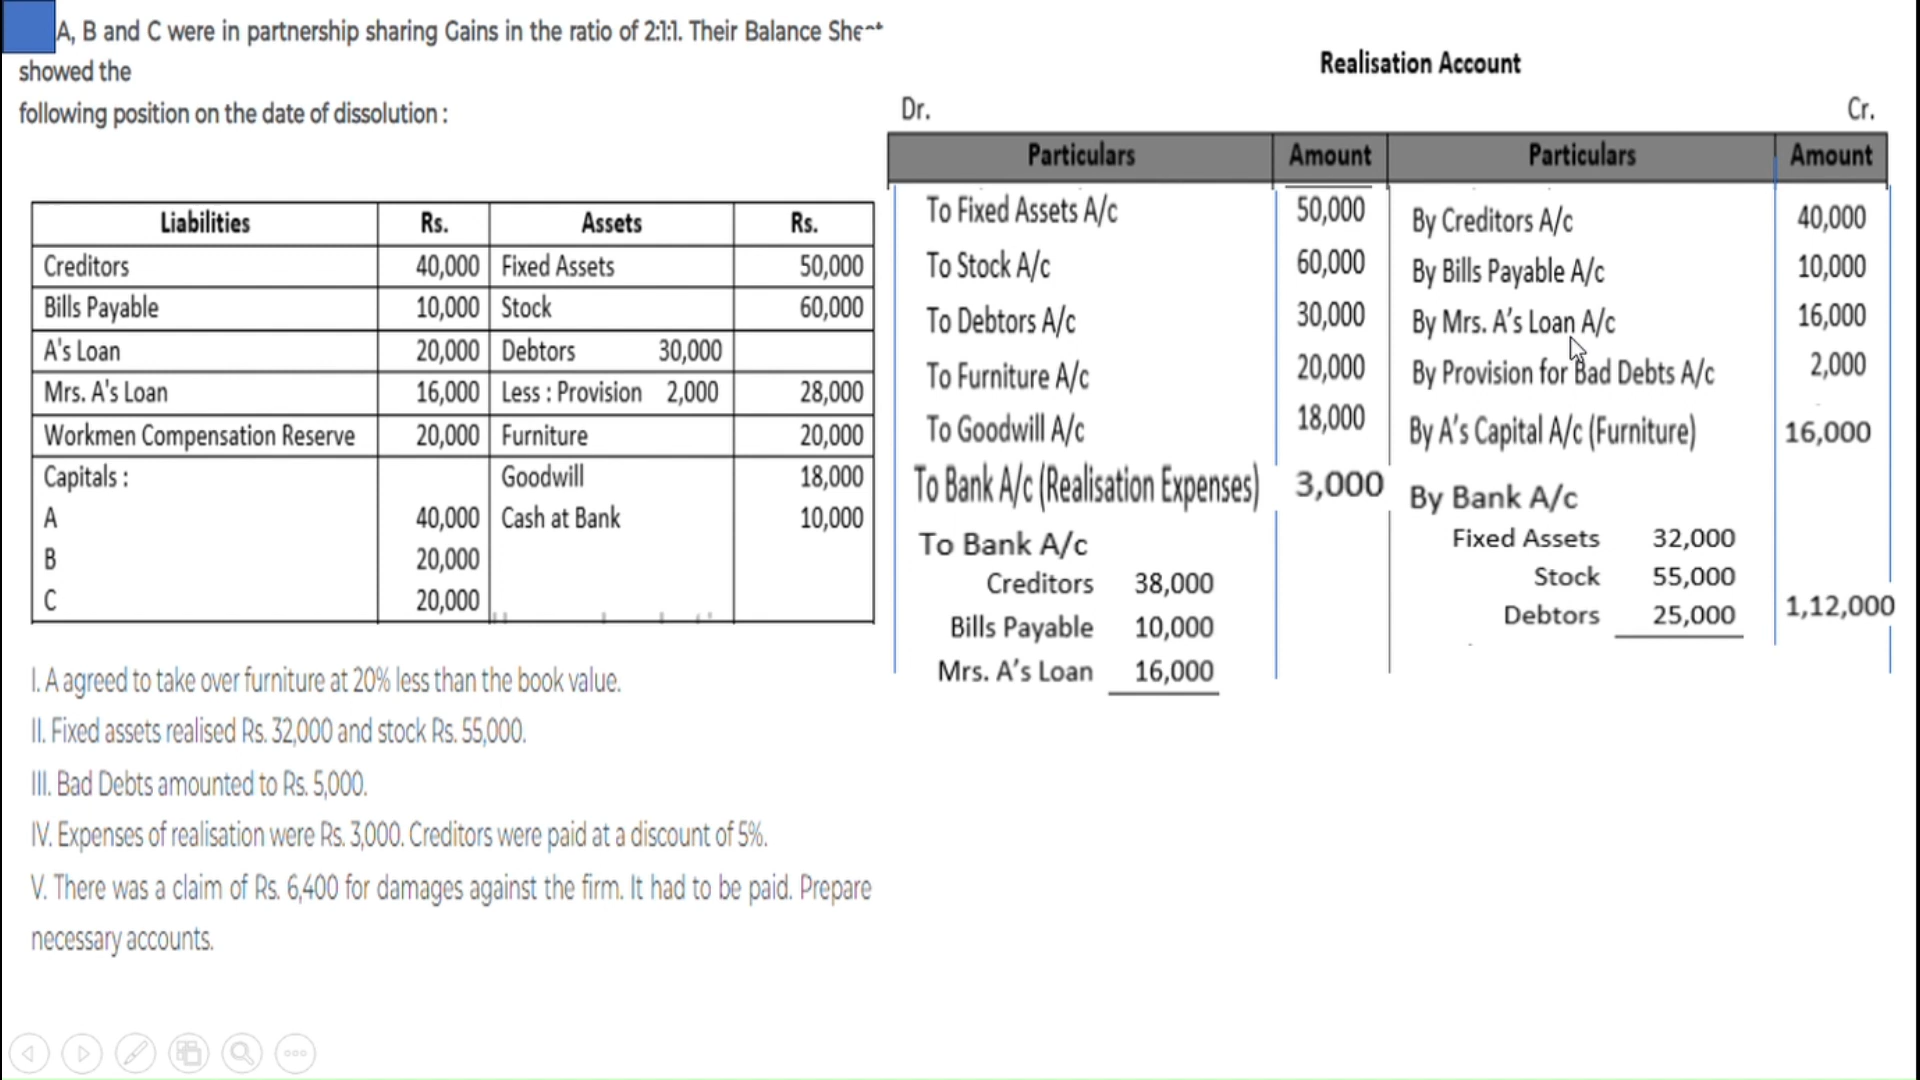 A, B and C were in partnership sharing Gains in the ratio of 2:1:1. Their Balance
showed the
following position on the date of dissolution :
Liabilities Rs. Assets Rs.
Creditors 40,000 Fixed Assets 50,000
Bills Payable 10,000 Stock 60,000
A's Loan 20,000 Debtors 30,000
Mrs. A's Loan 16,000 Less : Provision 2,000 28,000
Workmen Compensation Reserve 20,000 Furniture 20,000
Capitals : Goodwill 18,000
A 40,000 Cash at Bank 10,000
B 20,000
C 20,000
I. A agreed to take over furniture at 20% less than the book value.
II. Fixed assets realised Rs. 32,000 and stock Rs. 55,000.
III. Bad Debts amounted to Rs. 5,000.
IV. Expenses of realisation were Rs. 3,000. Creditors were paid at a discount of 5%.
V. There was a claim of Rs. 6,400 for damages against the firm. It had to be paid. Prepare
necessary accounts.
Realisation Account
Dr. Cr.
Particulars Amount Particulars Amount
To Fixed Assets A/c 50,000 By Creditors A/c 40,000
To Stock A/c 60,000 By Bills Payable A/c 10,000
To Debtors A/c 30,000 By Mrs. A's Loan A/c 16,000
To Furniture A/c 20,000 By Provision for Bad Debts A/c 2,000
To Goodwill A/c 18,000 By A's Capital A/c (Furniture) 16,000
To Bank A/c (Realisation Expenses) 3,000 By Bank A/c
To Bank A/c Fixed Assets 32,000
Creditors 38,000 Stock 55,000
Bills Payable 10,000 Debtors 25,000 1,12,000
Mrs. A's Loan 16,000